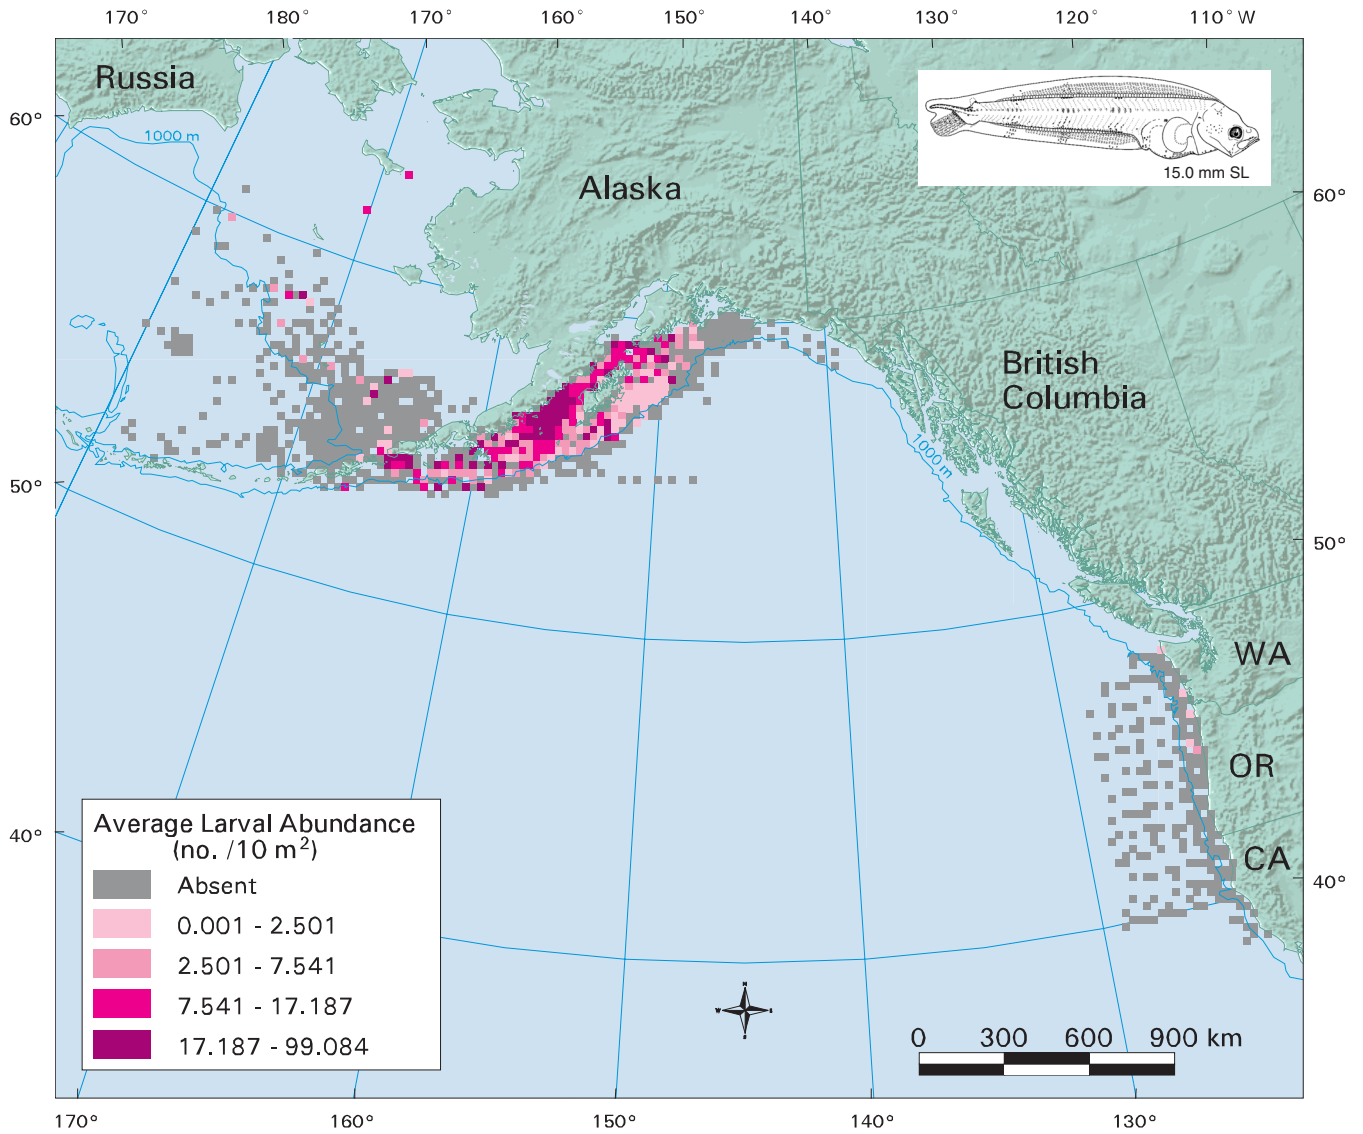 170° 180° 170° 160° 150° 140° 130° 120° 110° W
Russia
60°
1000 m
Alaska
15.0 mm SL
60°
British
Columbia
1000 m
50°
50°
WA
OR
CA
40°
40°
Average Larval Abundance
(no. /10 m²)
Absent
0.001 - 2.501
2.501 - 7.541
7.541 - 17.187
17.187 - 99.084
N
W
S
0 300 600 900 km
170° 160° 150° 140° 130°